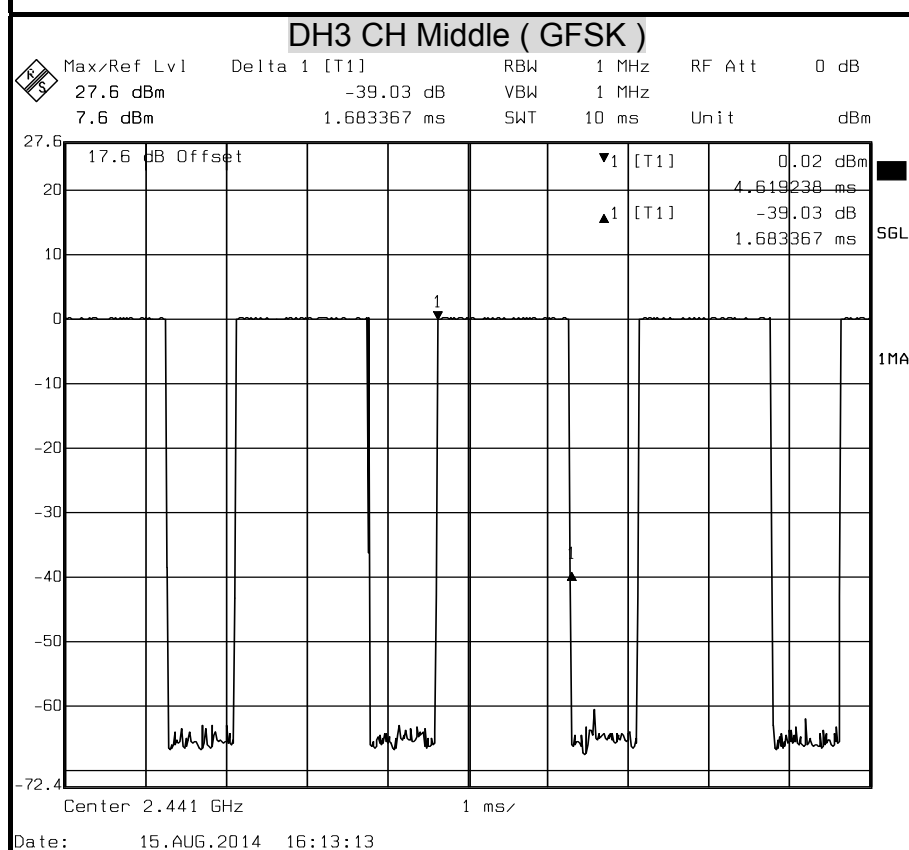 DH3 CH Middle ( GFSK )
R
S
Max/Ref Lvl Delta 1 [T1] RBW 1 MHz RF Att 0 dB
27.6 dBm -39.03 dB VBW 1 MHz
7.6 dBm 1.683367 ms SWT 10 ms Unit dBm
27.6
17.6 dB Offset ▼1 [T1] 0.02 dBm
20 4.619238 ms
▲1 [T1] -39.03 dB
1.683367 ms SGL
10
1
0
1MA
-10
-20
-30
1
-40
-50
-60
-72.4
Center 2.441 GHz 1 ms/
Date: 15.AUG.2014 16:13:13